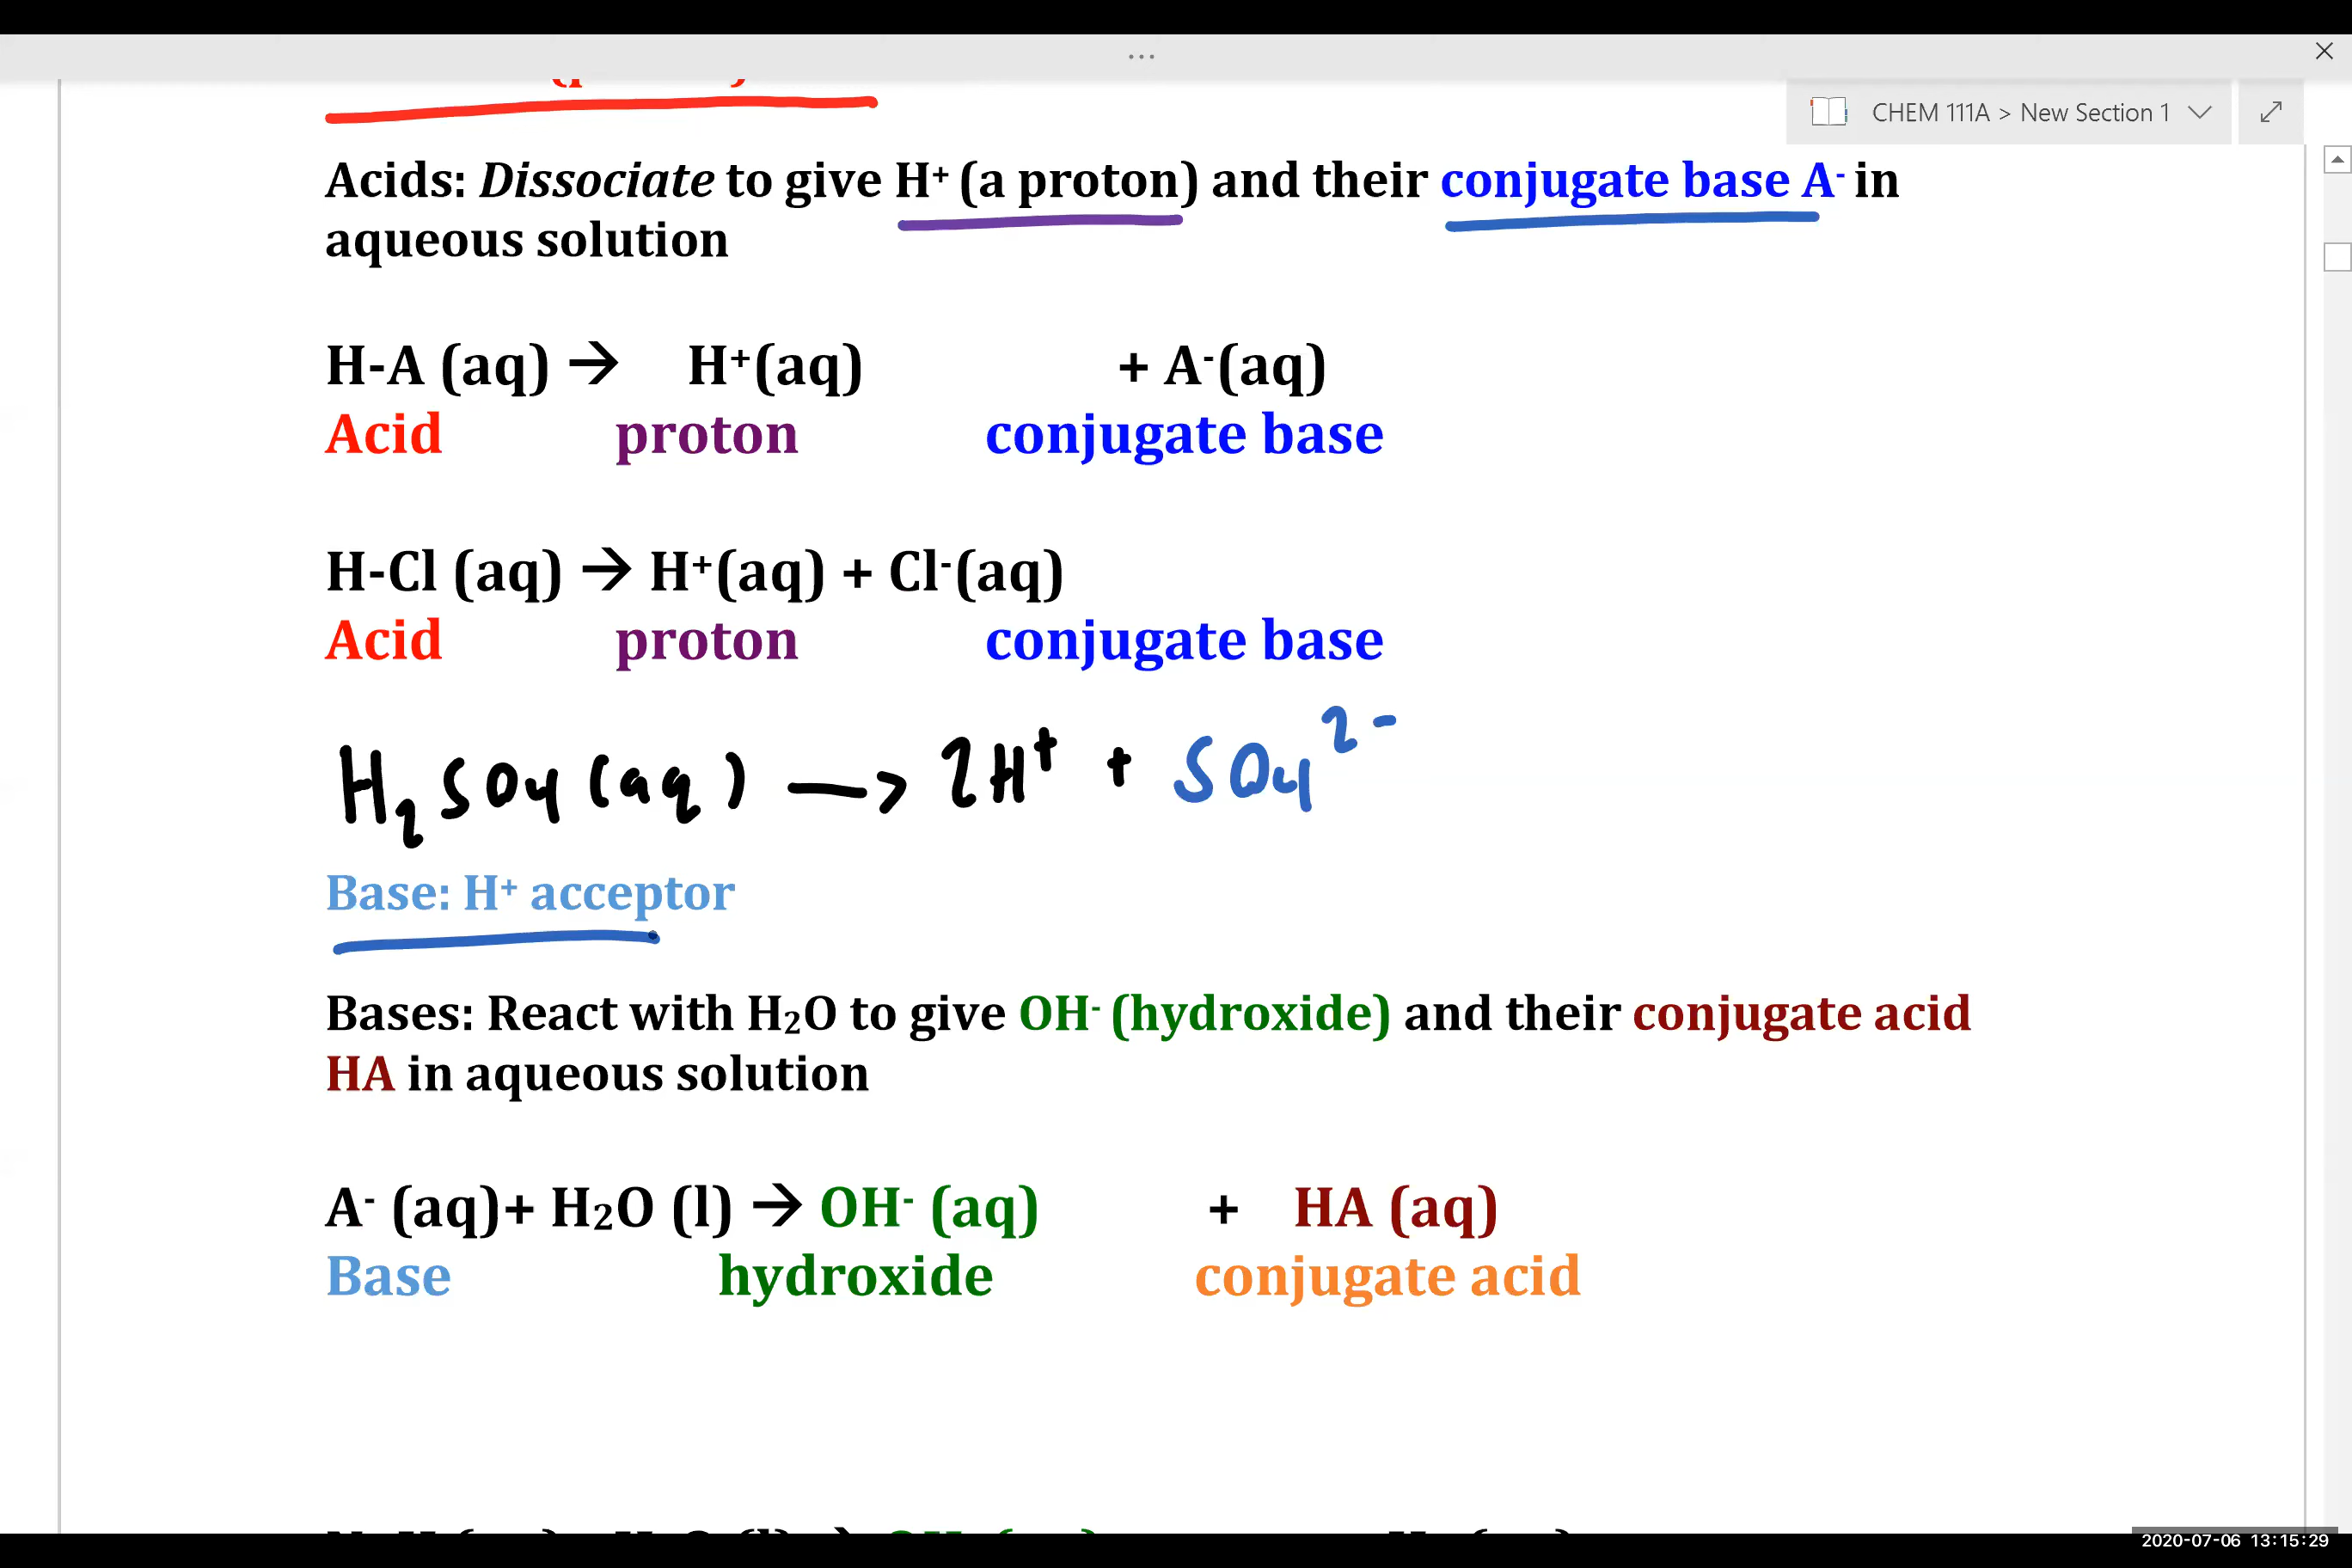 CHEM 111A > New Section 1
Acids: Dissociate to give H⁺ (a proton) and their conjugate base A⁻ in
aqueous solution
H-A (aq) → H⁺(aq) + A⁻(aq)
Acid proton conjugate base
H-Cl (aq) → H⁺(aq) + Cl⁻(aq)
Acid proton conjugate base
H₂SO₄(aq) → 2H⁺ + SO₄²⁻
Base: H⁺ acceptor
Bases: React with H₂O to give OH⁻ (hydroxide) and their conjugate acid
HA in aqueous solution
A⁻ (aq)+ H₂O (l) → OH⁻ (aq) + HA (aq)
Base hydroxide conjugate acid
2020-07-06 13:15:29